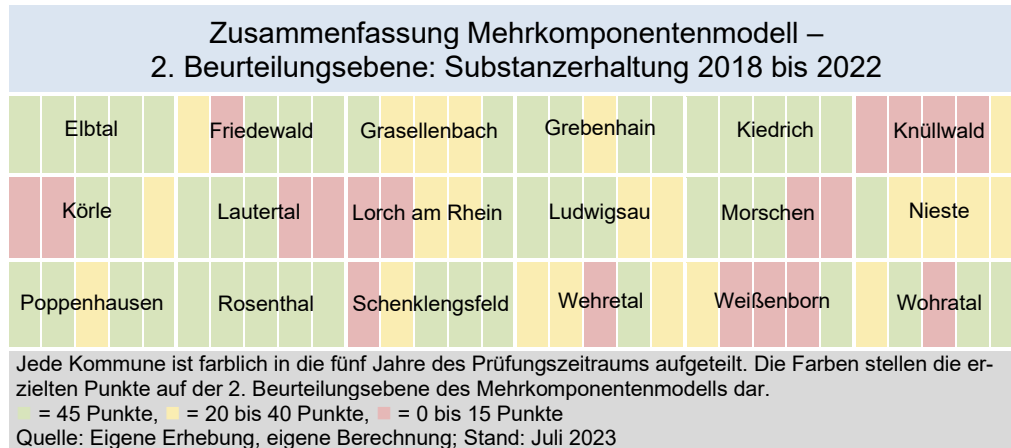 Zusammenfassung Mehrkomponentenmodell –
2. Beurteilungsebene: Substanzerhaltung 2018 bis 2022
Elbtal Friedewald Grasellenbach Grebenhain Kiedrich Knüllwald
Körle Lautertal Lorch am Rhein Ludwigsau Morschen Nieste
Poppenhausen Rosenthal Schenklengsfeld Wehretal Weißenborn Wohratal
Jede Kommune ist farblich in die fünf Jahre des Prüfungszeitraums aufgeteilt. Die Farben stellen die er-
zielten Punkte auf der 2. Beurteilungsebene des Mehrkomponentenmodells dar.
= 45 Punkte, = 20 bis 40 Punkte, = 0 bis 15 Punkte
Quelle: Eigene Erhebung, eigene Berechnung; Stand: Juli 2023